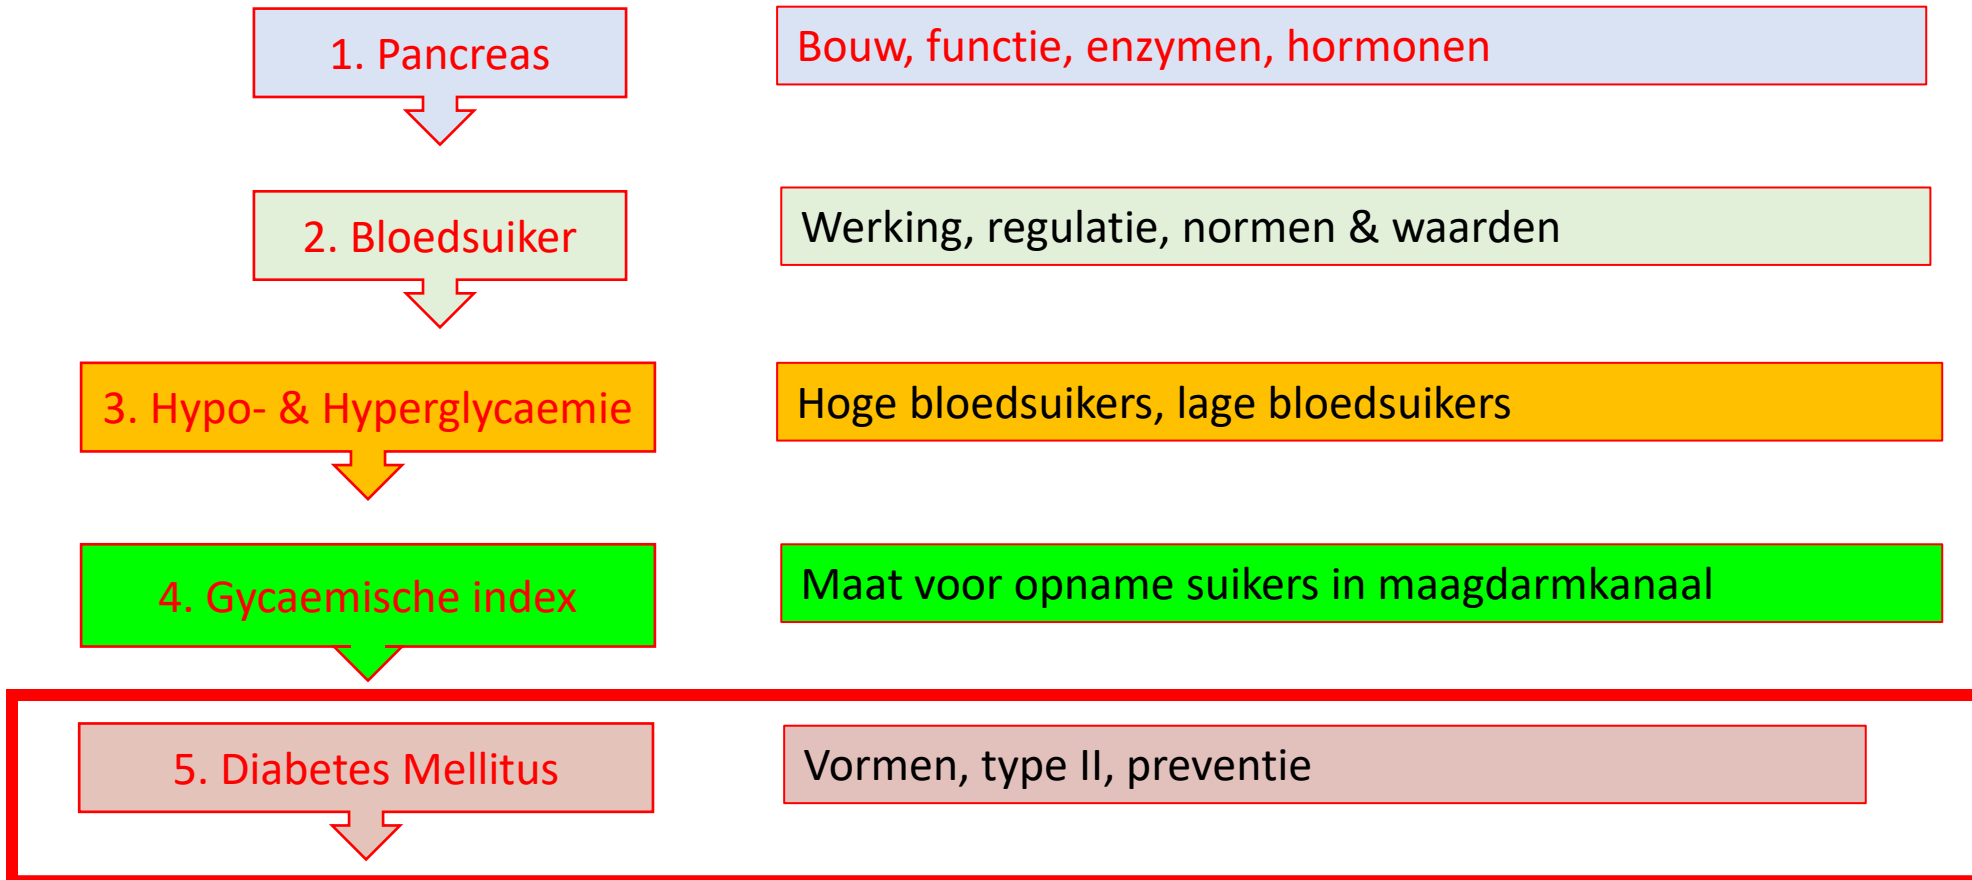 1. Pancreas
Bouw, functie, enzymen, hormonen
2. Bloedsuiker
Werking, regulatie, normen & waarden
3. Hypo- & Hyperglycaemie
Hoge bloedsuikers, lage bloedsuikers
4. Gycaemische index
Maat voor opname suikers in maagdarmkanaal
5. Diabetes Mellitus
Vormen, type II, preventie